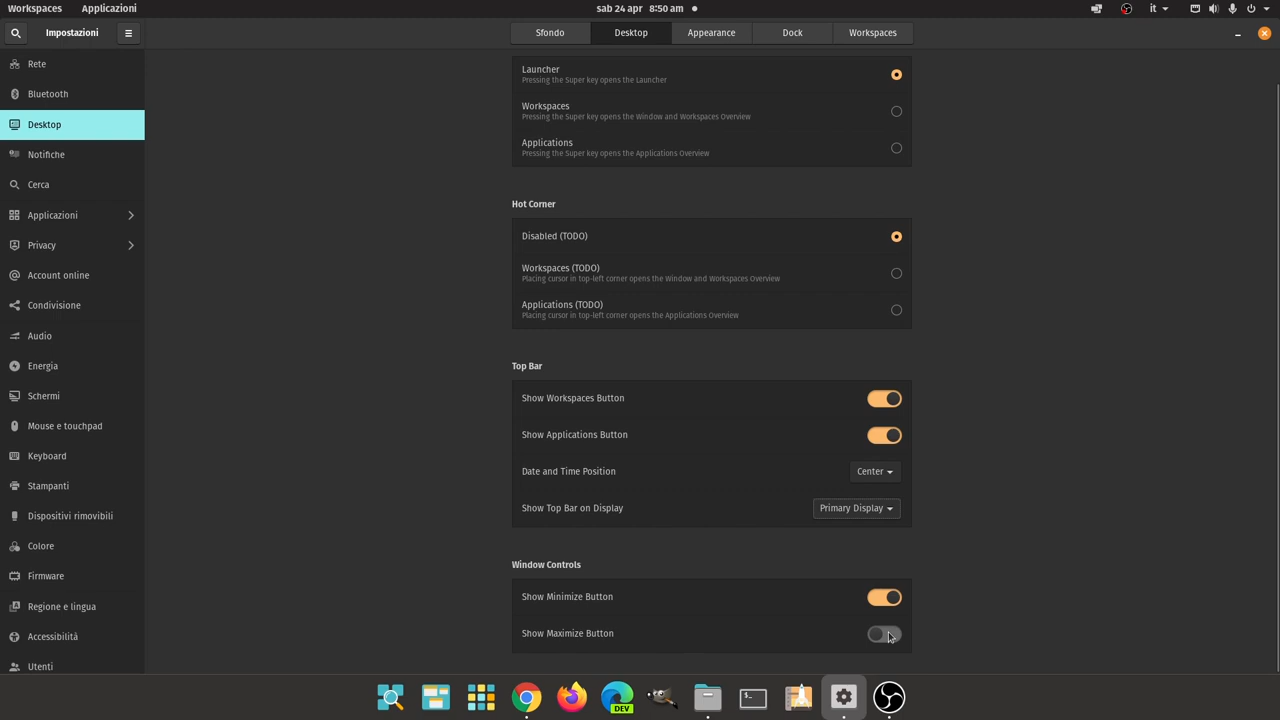 Workspaces Applicazioni sab 24 apr 8:50 am it
Impostazioni Sfondo Desktop Appearance Dock Workspaces
Rete
Bluetooth
Desktop
Notifiche
Cerca
Applicazioni
Privacy
Account online
Condivisione
Audio
Energia
Schermi
Mouse e touchpad
Keyboard
Stampanti
Dispositivi rimovibili
Colore
Firmware
Regione e lingua
Accessibilità
Utenti
Launcher
Pressing the Super key opens the Launcher
Workspaces
Pressing the Super key opens the Window and Workspaces Overview
Applications
Pressing the Super key opens the Applications Overview
Hot Corner
Disabled (TODO)
Workspaces (TODO)
Placing cursor in top-left corner opens the Window and Workspaces Overview
Applications (TODO)
Placing cursor in top-left corner opens the Applications Overview
Top Bar
Show Workspaces Button
Show Applications Button
Date and Time Position Center
Show Top Bar on Display Primary Display
Window Controls
Show Minimize Button
Show Maximize Button
DEV
$_